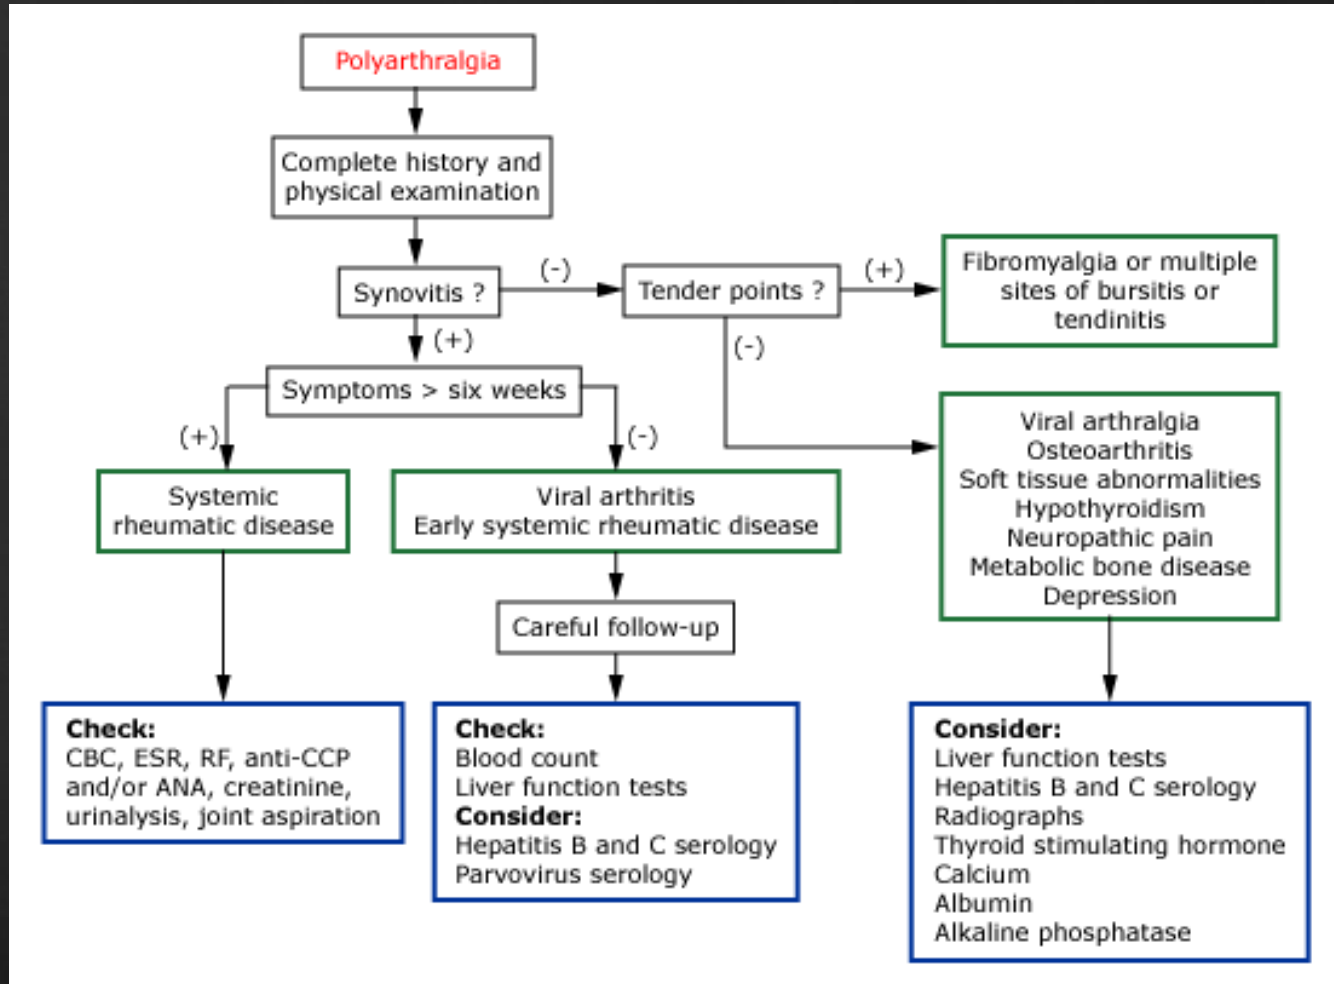 Polyarthralgia
Complete history and
physical examination
Synovitis ?
(-)
Tender points ?
(+)
Fibromyalgia or multiple
sites of bursitis or
tendinitis
(+)
(-)
Symptoms > six weeks
(+)
(-)
Viral arthralgia
Osteoarthritis
Soft tissue abnormalities
Hypothyroidism
Neuropathic pain
Metabolic bone disease
Depression
Systemic
rheumatic disease
Viral arthritis
Early systemic rheumatic disease
Careful follow-up
Check:
CBC, ESR, RF, anti-CCP
and/or ANA, creatinine,
urinalysis, joint aspiration
Check:
Blood count
Liver function tests
Consider:
Hepatitis B and C serology
Parvovirus serology
Consider:
Liver function tests
Hepatitis B and C serology
Radiographs
Thyroid stimulating hormone
Calcium
Albumin
Alkaline phosphatase